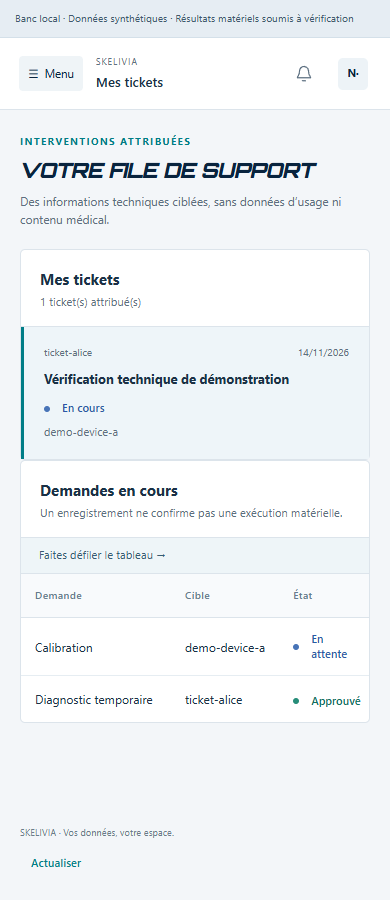 Banc local · Données synthétiques · Résultats matériels soumis à vérification
☰ Menu
SKELIVIA
Mes tickets
N·
INTERVENTIONS ATTRIBUÉES
VOTRE FILE DE SUPPORT
Des informations techniques ciblées, sans données d'usage ni
contenu médical.
Mes tickets
1 ticket(s) attribué(s)
ticket-alice 14/11/2026
Vérification technique de démonstration
En cours
demo-device-a
Demandes en cours
Un enregistrement ne confirme pas une exécution matérielle.
Faites défiler le tableau →
Demande Cible État
Calibration demo-device-a En
attente
Diagnostic temporaire ticket-alice Approuvé
SKELIVIA · Vos données, votre espace.
Actualiser